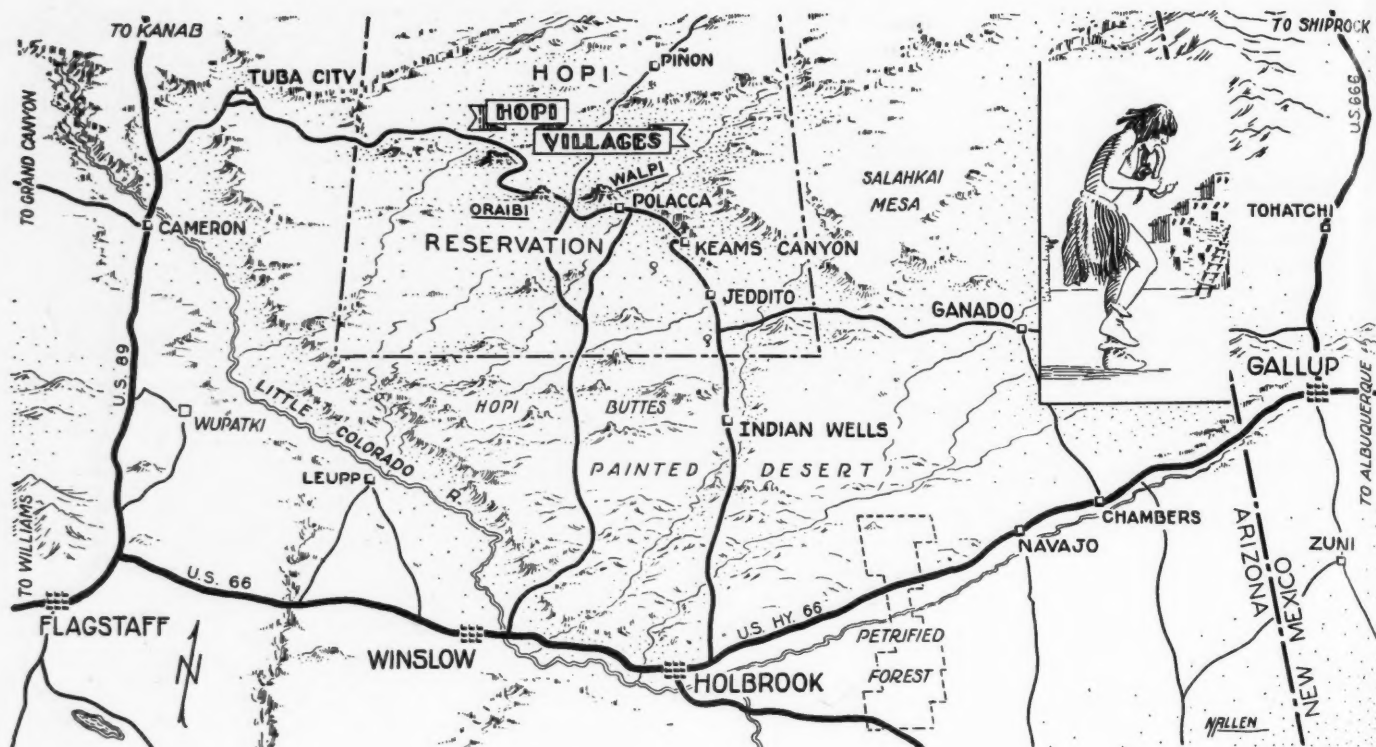 TO KANAB
TO SHIPROCK
HOPI
PIÑON
TUBA CITY
U.S. 666
HOPI
VILLAGES
TO GRAND CANYON
WALPI
SALAHKAI
MESA
ORAIBI
POLACCA
TOHATCHI
CAMERON
RESERVATION
KEAMS CANYON
JEDDITO
GANADO
GALLUP
U.S. 89
LITTLE COLORADO R.
HOPI BUTTES
WUPATKI
INDIAN WELLS
TO ALBUQUERQUE
LEUPP
PAINTED DESERT
CHAMBERS
TO WILLIAMS
NAVAJO
ARIZONA
NEW MEXICO
ZUNI
U.S. 66
FLAGSTAFF
U.S. HY. 66
PETRIFIED
FOREST
N
WINSLOW
HOLBROOK
N ALLEN